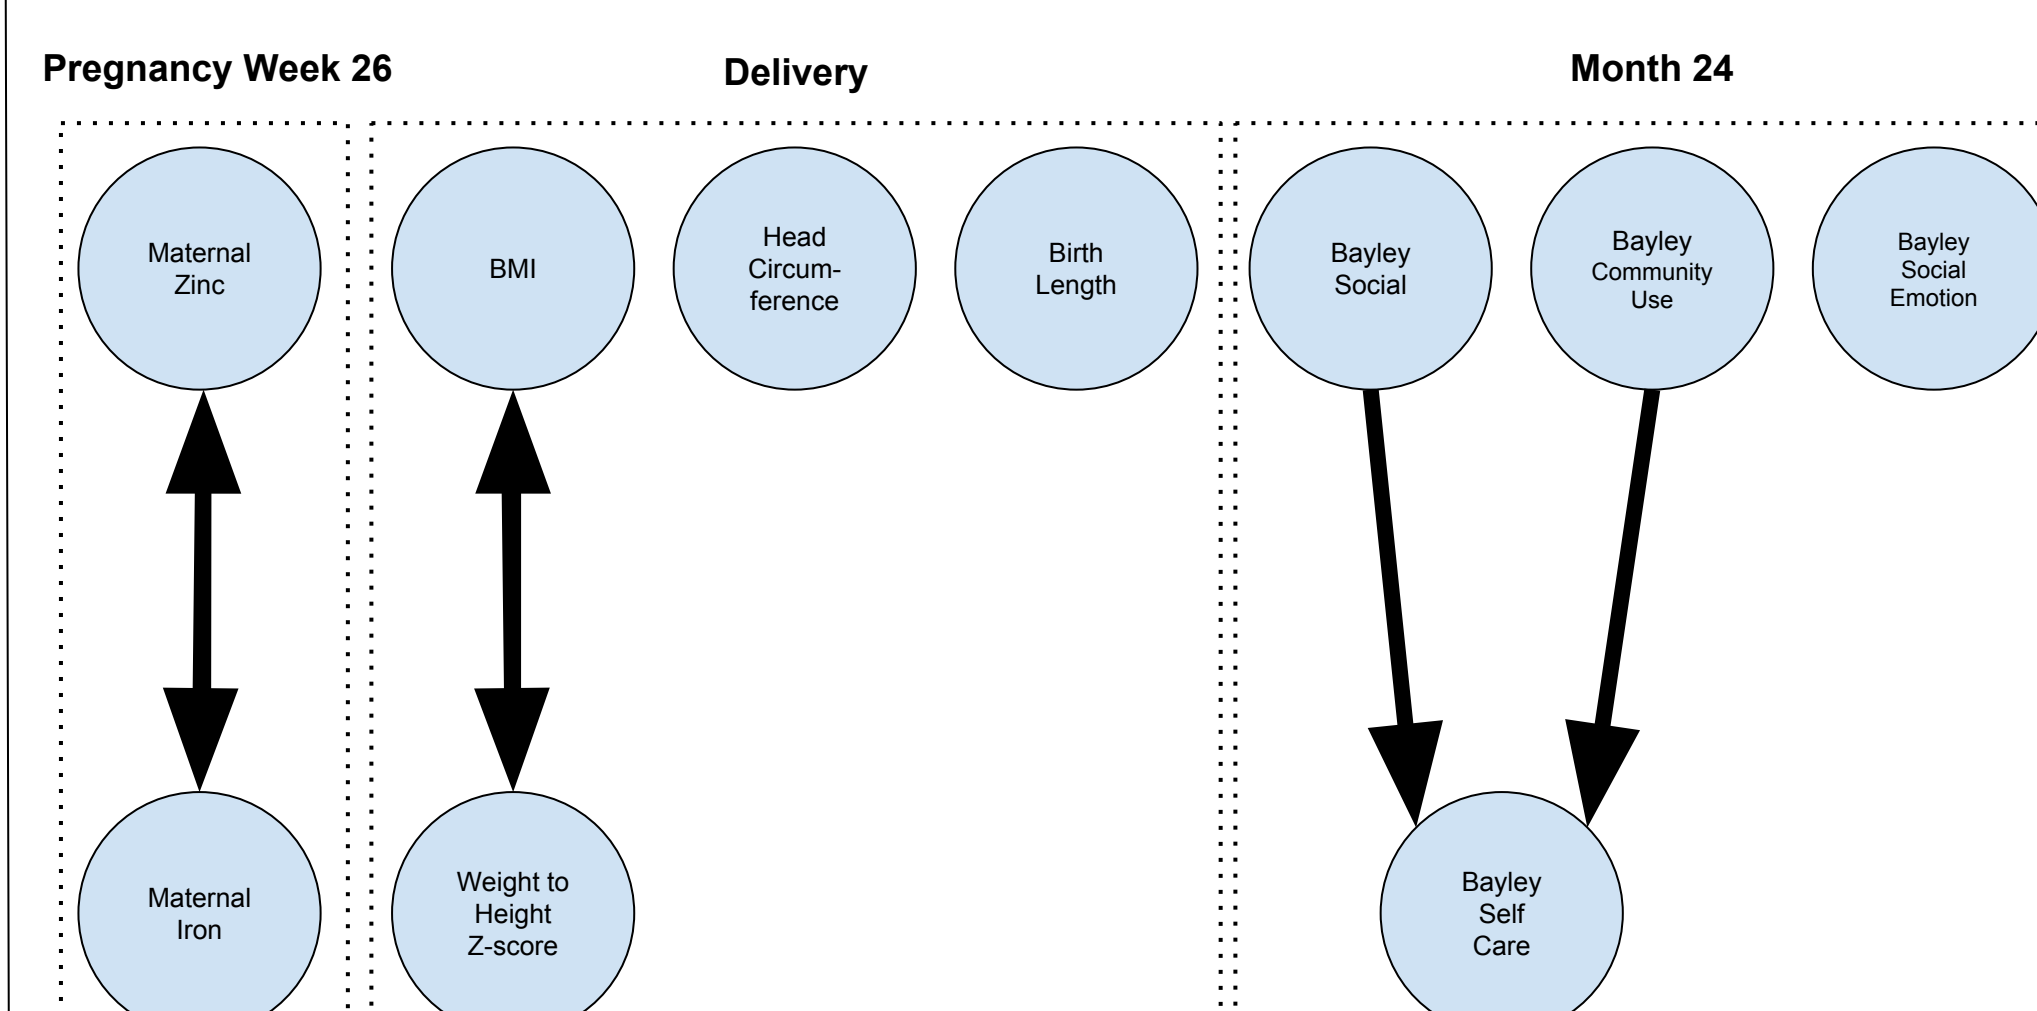 Pregnancy Week 26
Delivery
Month 24
Maternal
Zinc
BMI
Head
Circum-
ference
Birth
Length
Bayley
Social
Bayley
Community
Use
Bayley
Social
Emotion
Maternal
Iron
Weight to
Height
Z-score
Bayley
Self
Care